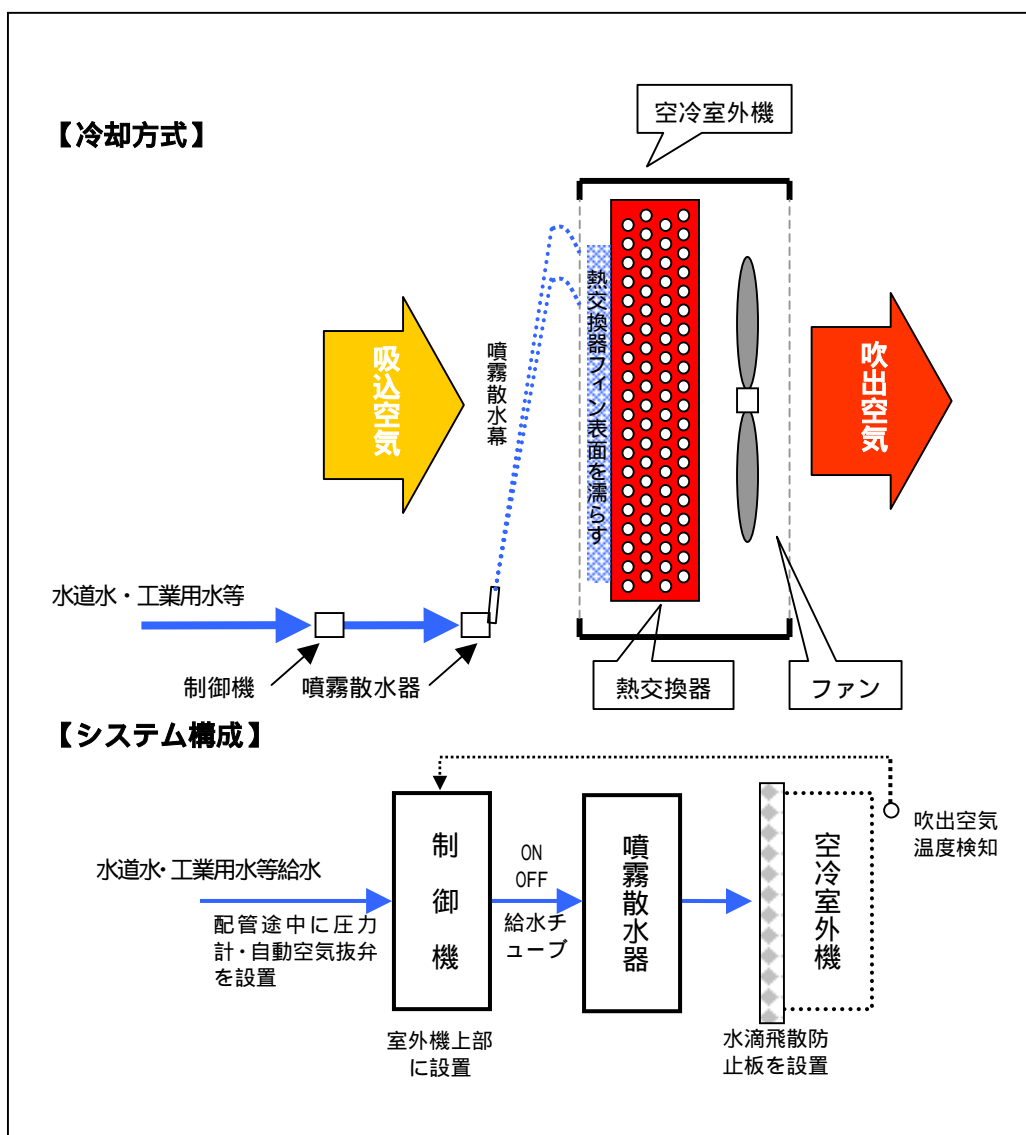 【冷却方式】
空冷室外機
吸込空気
噴霧散水幕
熱交換器フィン表面を濡らす
吹出空気
水道水・工業用水等
制御機
噴霧散水器
熱交換器
ファン
【システム構成】
水道水・工業用水等給水
配管途中に圧力
計・自動空気抜弁
を設置
制御機
室外機上部
に設置
ON
OFF
給水チ
ューブ
噴霧散水器
空冷室外機
水滴飛散防
止板を設置
吹出空気
温度検知